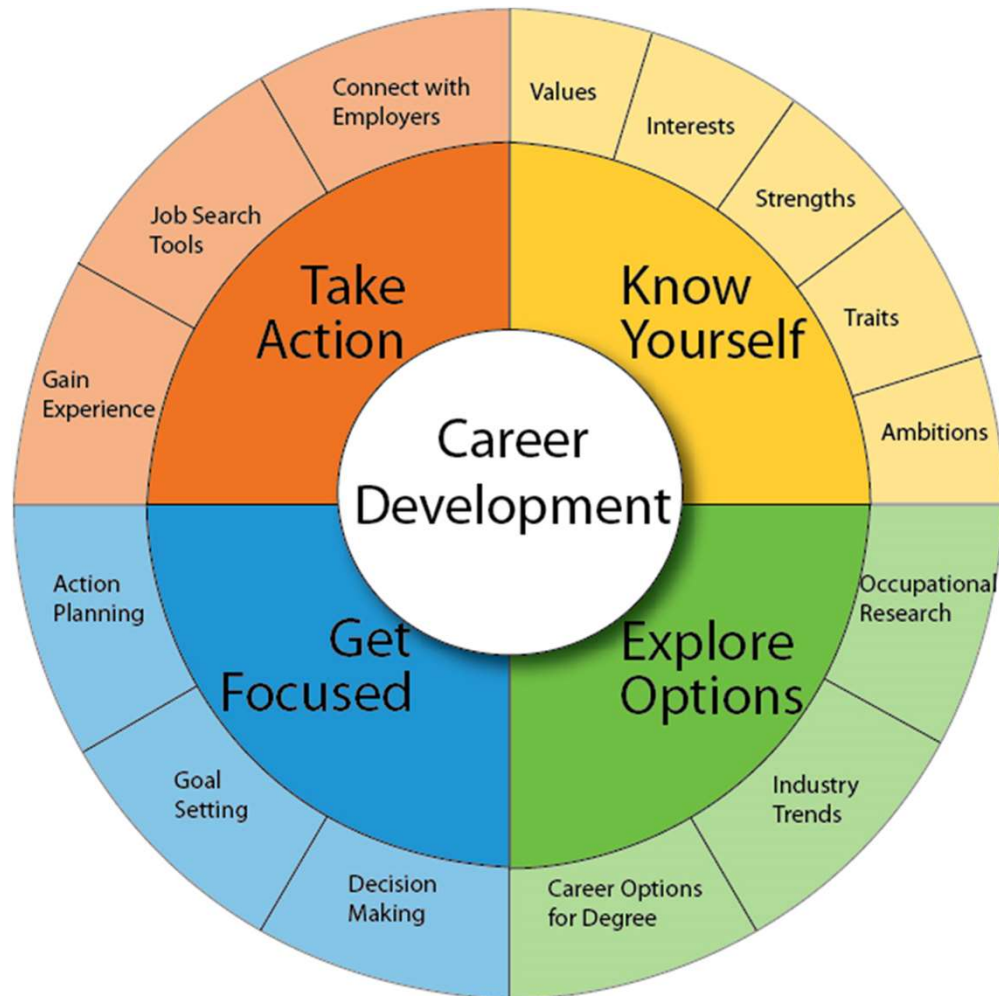 Career
Development
Know
Yourself
Values
Interests
Strengths
Traits
Ambitions
Explore
Options
Occupational
Research
Industry
Trends
Career Options
for Degree
Get
Focused
Decision
Making
Goal
Setting
Action
Planning
Take
Action
Gain
Experience
Job Search
Tools
Connect with
Employers